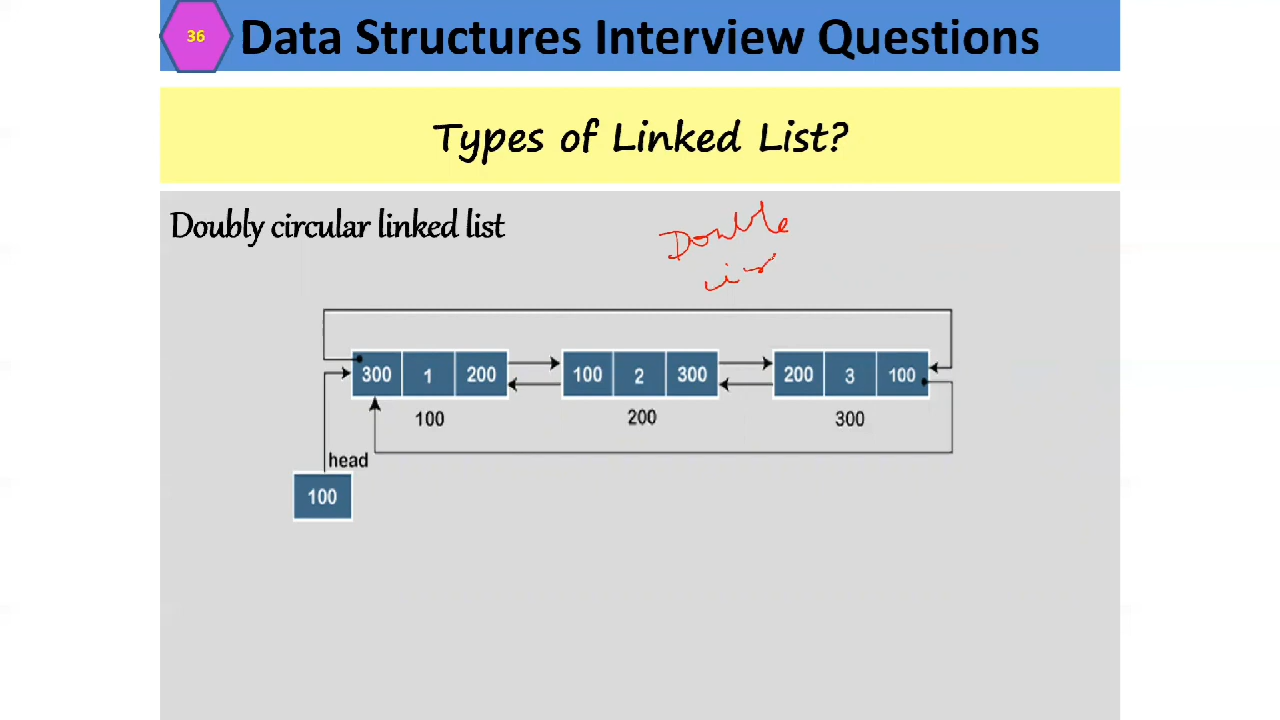 36
Data Structures Interview Questions
Types of Linked List?
Doubly circular linked list
Double
300 1 200 100 2 300 200 3 100
100 200 300
head
100